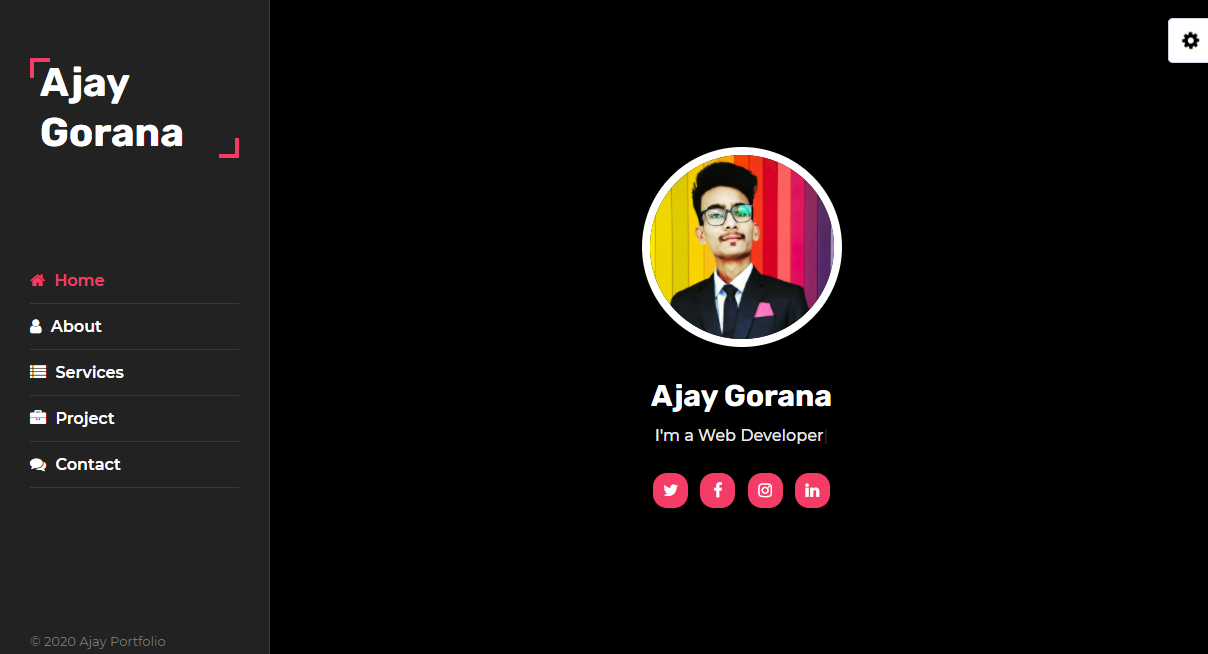 Ajay
Gorana
Home
About
Services
Project
Contact
© 2020 Ajay Portfolio
Ajay Gorana
I'm a Web Developer